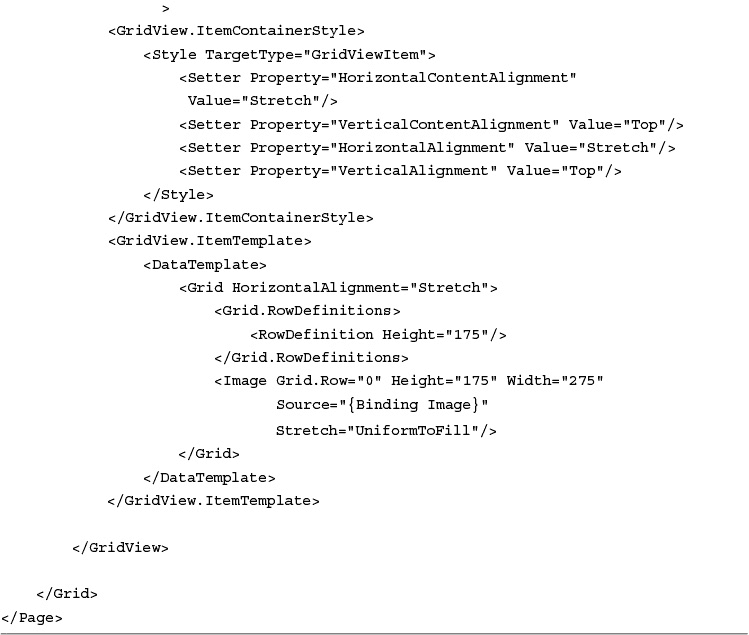 >
<GridView.ItemContainerStyle>
<Style TargetType="GridViewItem">
<Setter Property="HorizontalContentAlignment"
Value="Stretch"/>
<Setter Property="VerticalContentAlignment" Value="Top"/>
<Setter Property="HorizontalAlignment" Value="Stretch"/>
<Setter Property="VerticalAlignment" Value="Top"/>
</Style>
</GridView.ItemContainerStyle>
<GridView.ItemTemplate>
<DataTemplate>
<Grid HorizontalAlignment="Stretch">
<Grid.RowDefinitions>
<RowDefinition Height="175"/>
</Grid.RowDefinitions>
<Image Grid.Row="0" Height="175" Width="275"
Source="{Binding Image}"
Stretch="UniformToFill"/>
</Grid>
</DataTemplate>
</GridView.ItemTemplate>
</GridView>
</Grid>
</Page>